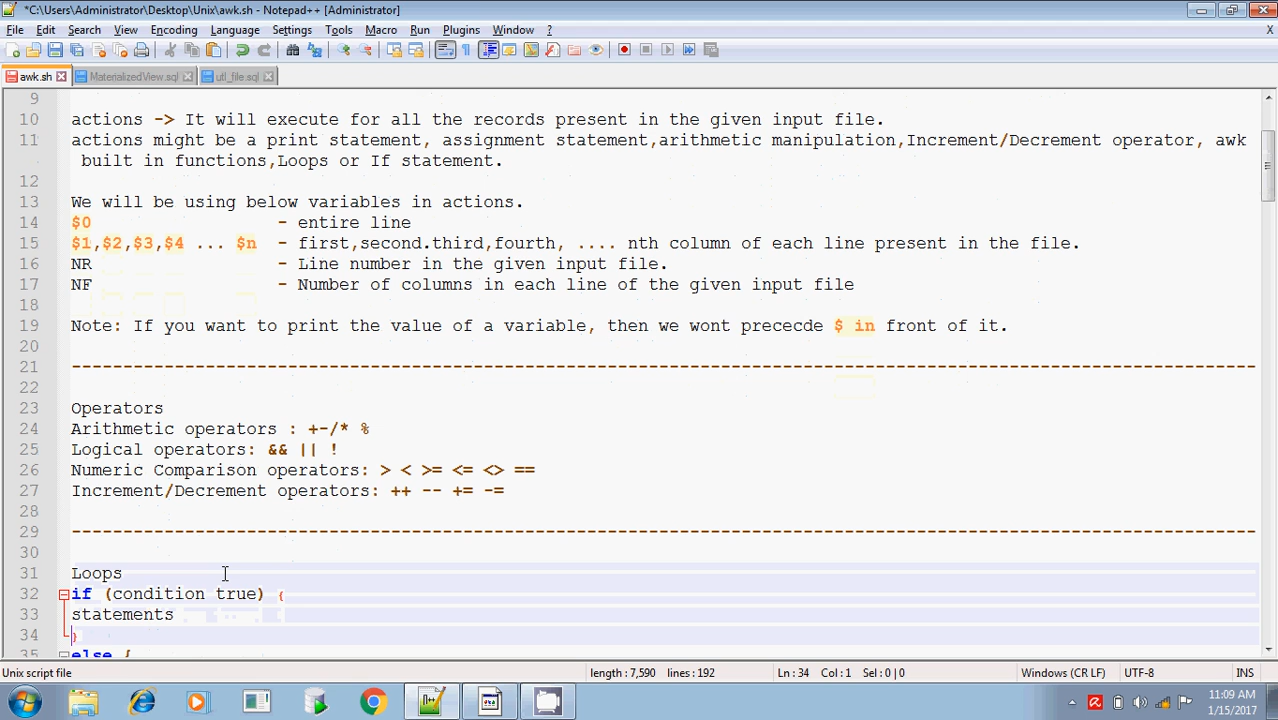 *C:\Users\Administrator\Desktop\Unix\awk.sh - Notepad++ [Administrator]
File Edit Search View Encoding Language Settings Tools Macro Run Plugins Window ? X
awk.sh MaterializedView.sql utl_file.sql
9
10 actions -> It will execute for all the records present in the given input file.
11 actions might be a print statement, assignment statement,arithmetic manipulation,Increment/Decrement operator, awk
built in functions,Loops or If statement.
12
13 We will be using below variables in actions.
14 $0 - entire line
15 $1,$2,$3,$4 ... $n - first,second.third,fourth, .... nth column of each line present in the file.
16 NR - Line number in the given input file.
17 NF - Number of columns in each line of the given input file
18
19 Note: If you want to print the value of a variable, then we wont prececde $ in front of it.
20
21 -------------------------------------------------------------------------------------------------------------------
22
23 Operators
24 Arithmetic operators : +-/* %
25 Logical operators: && || !
26 Numeric Comparison operators: > < >= <= <> ==
27 Increment/Decrement operators: ++ -- += -=
28
29 -------------------------------------------------------------------------------------------------------------------
30
31 Loops
32 if (condition true) {
33 statements
34 }
35 else {
Unix script file length : 7,590 lines : 192 Ln : 34 Col : 1 Sel : 0 | 0 Windows (CR LF) UTF-8 INS
11:09 AM
1/15/2017